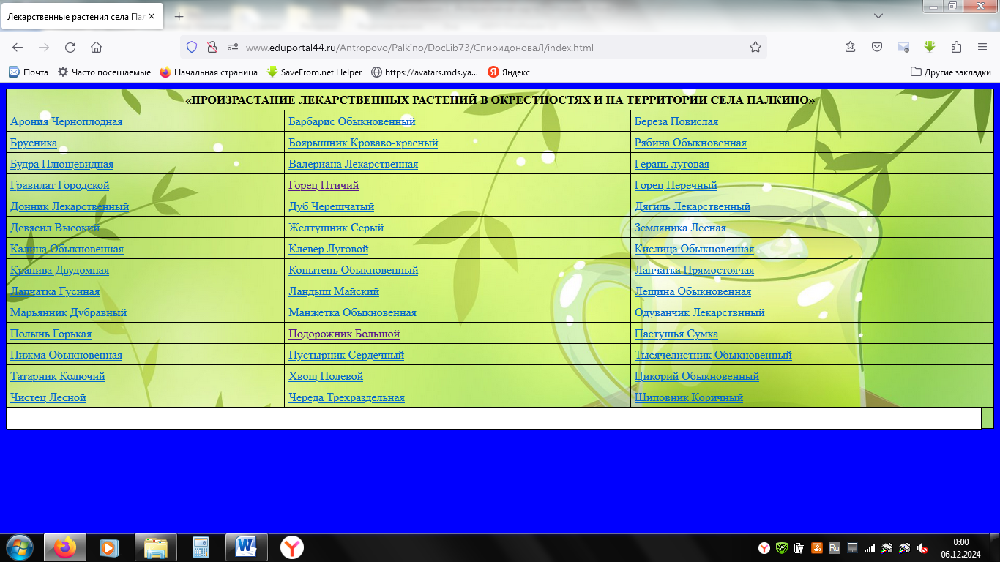 Лекарственные растения села Пал
www.eduportal44.ru/Antropovo/Palkino/DocLib73/СпиридоноваЛ/index.html
Почта Часто посещаемые Начальная страница SaveFrom.net Helper https://avatars.mds.ya... Яндекс Другие закладки
«ПРОИЗРАСТАНИЕ ЛЕКАРСТВЕННЫХ РАСТЕНИЙ В ОКРЕСТНОСТЯХ И НА ТЕРРИТОРИИ СЕЛА ПАЛКИНО»
Арония Черноплодная Барбарис Обыкновенный Береза Повислая
Брусника Боярышник Кроваво-красный Рябина Обыкновенная
Будра Плющевидная Валериана Лекарственная Герань луговая
Гравилат Городской Горец Птичий Горец Перечный
Донник Лекарственный Дуб Черешчатый Дягиль Лекарственный
Девясил Высокий Желтушник Серый Земляника Лесная
Калина Обыкновенная Клевер Луговой Кислица Обыкновенная
Крапива Двудомная Копытень Обыкновенный Лапчатка Прямостоячая
Лапчатка Гусиная Ландыш Майский Лещина Обыкновенная
Марьянник Дубравный Манжетка Обыкновенная Одуванчик Лекарствнный
Полынь Горькая Подорожник Большой Пастушья Сумка
Пижма Обыкновенная Пустырник Сердечный Тысячелистник Обыкновенный
Татарник Колючий Хвощ Полевой Цикорий Обыкновенный
Чистец Лесной Череда Трехраздельная Шиповник Коричный
Ru 0:00
06.12.2024